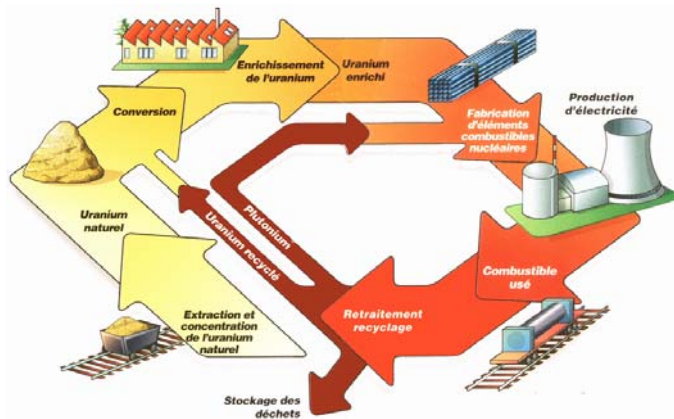 Enrichissement
de l'uranium
Uranium
enrichi
Production
d'électricité
Conversion
Fabrication
d'éléments
combustibles
nucléaires
Uranium
naturel
Plutonium
Uranium recyclé
Combustible
usé
Extraction et
concentration
de l'uranium
naturel
Retraitement
recyclage
Stockage des
déchets